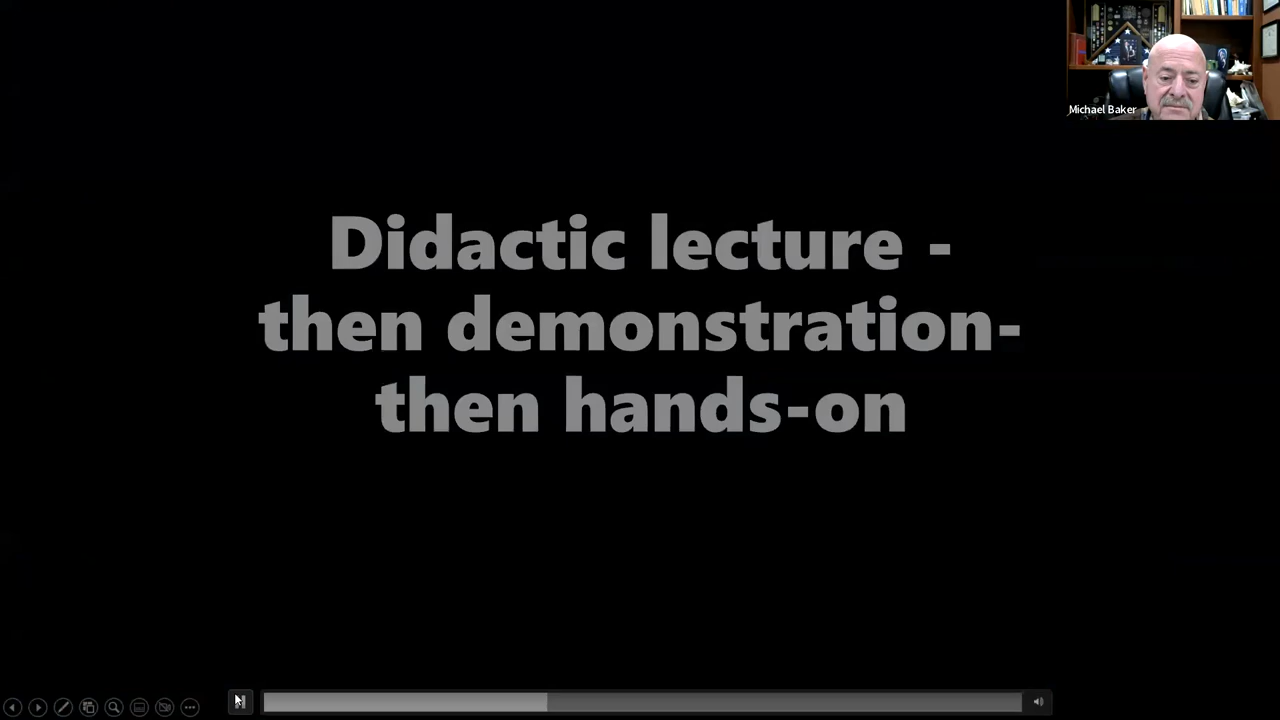 Michael Baker
Didactic lecture -
then demonstration-
then hands-on